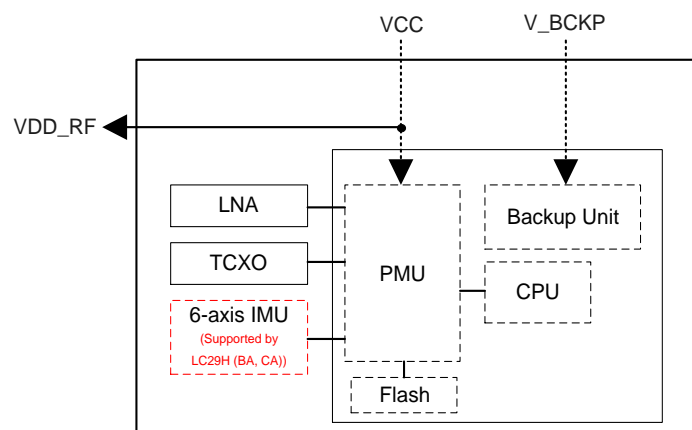 VCC
V_BCKP
VDD_RF
LNA
Backup Unit
TCXO
PMU
CPU
6-axis IMU
(Supported by
LC29H (BA, CA))
Flash